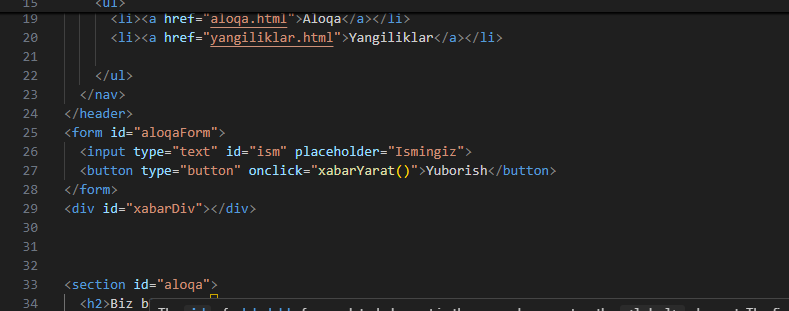 15 <ul>
19 <li><a href="aloqa.html">Aloqa</a></li>
20 <li><a href="yangiliklar.html">Yangiliklar</a></li>
21
22 </ul>
23 </nav>
24 </header>
25 <form id="aloqaForm">
26 <input type="text" id="ism" placeholder="Ismingiz">
27 <button type="button" onclick="xabarYarat()">Yuborish</button>
28 </form>
29 <div id="xabarDiv"></div>
30
31
32
33 <section id="aloqa">
34 <h2>Biz b